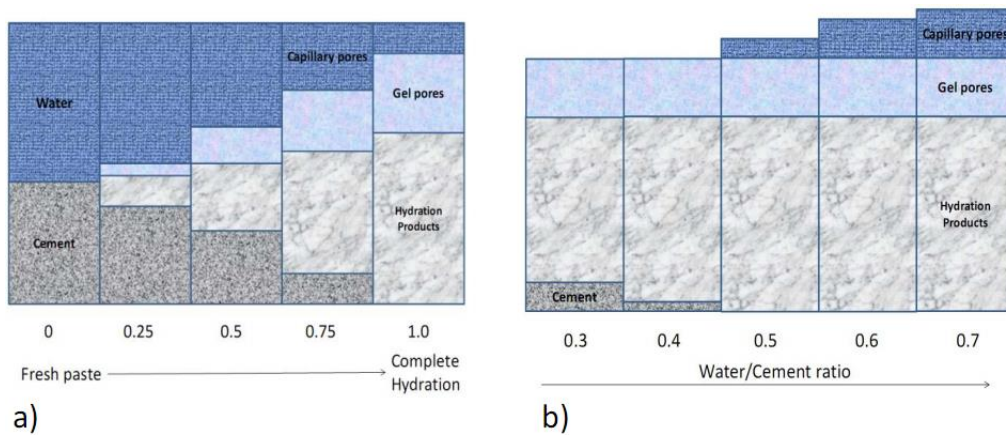 Water
Cement
Capillary pores
Gel pores
Hydration
Products
0
0.25
0.5
0.75
1.0
Fresh paste
Complete
Hydration
a)
Capillary pores
Gel pores
Hydration
Products
Cement
0.3
0.4
0.5
0.6
0.7
Water/Cement ratio
b)